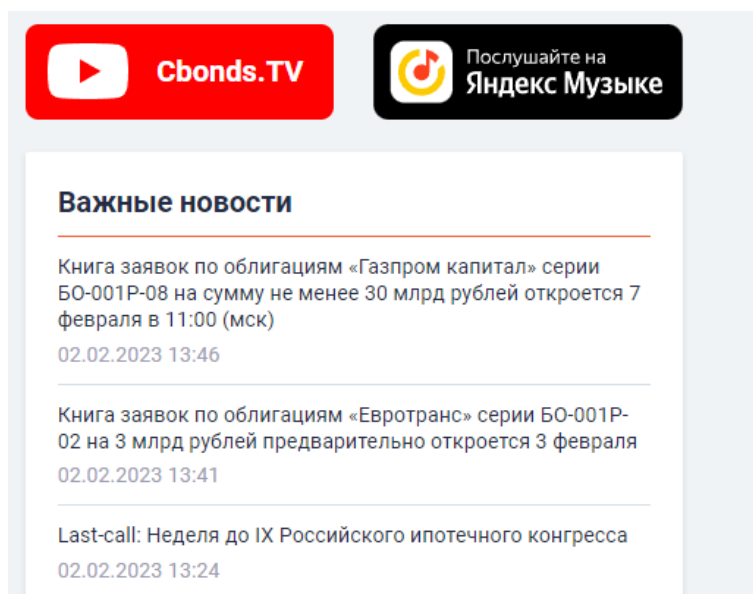 Cbonds.TV
Послушайте на
Яндекс Музыке
Важные новости
Книга заявок по облигациям «Газпром капитал» серии
БО-001Р-08 на сумму не менее 30 млрд рублей откроется 7
февраля в 11:00 (мск)
02.02.2023 13:46
Книга заявок по облигациям «Евротранс» серии БО-001Р-
02 на 3 млрд рублей предварительно откроется 3 февраля
02.02.2023 13:41
Last-call: Неделя до IX Российского ипотечного конгресса
02.02.2023 13:24